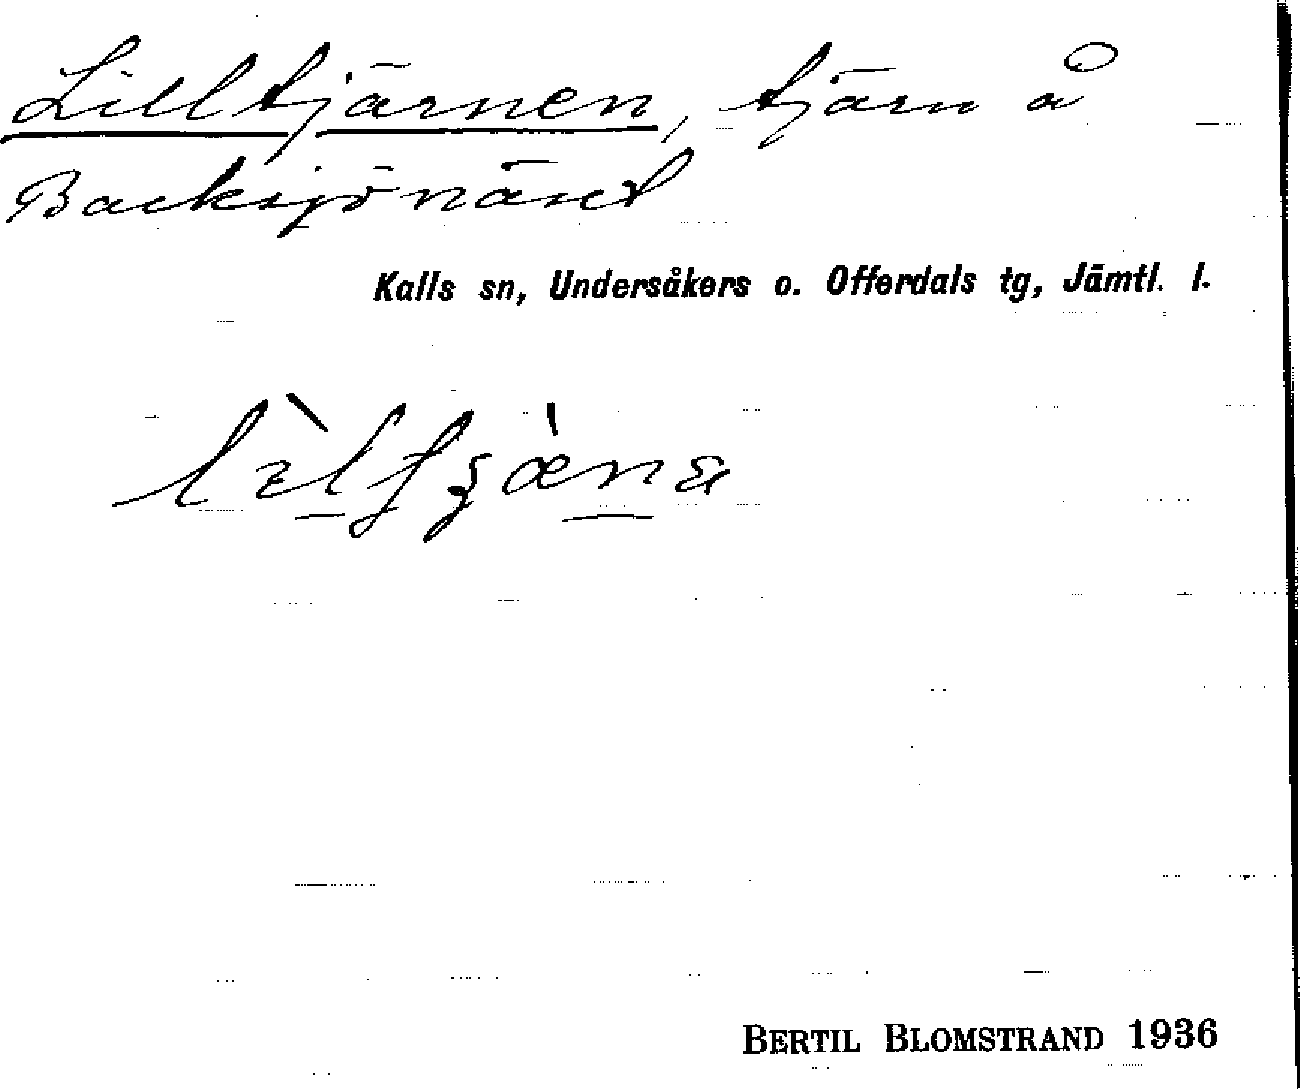 Lilltjärnen, tjärn å
Backsjönäset
Kalls sn, Undersåkers o. Offerdals tg, Jämtl. l.
BERTIL BLOMSTRAND 1936